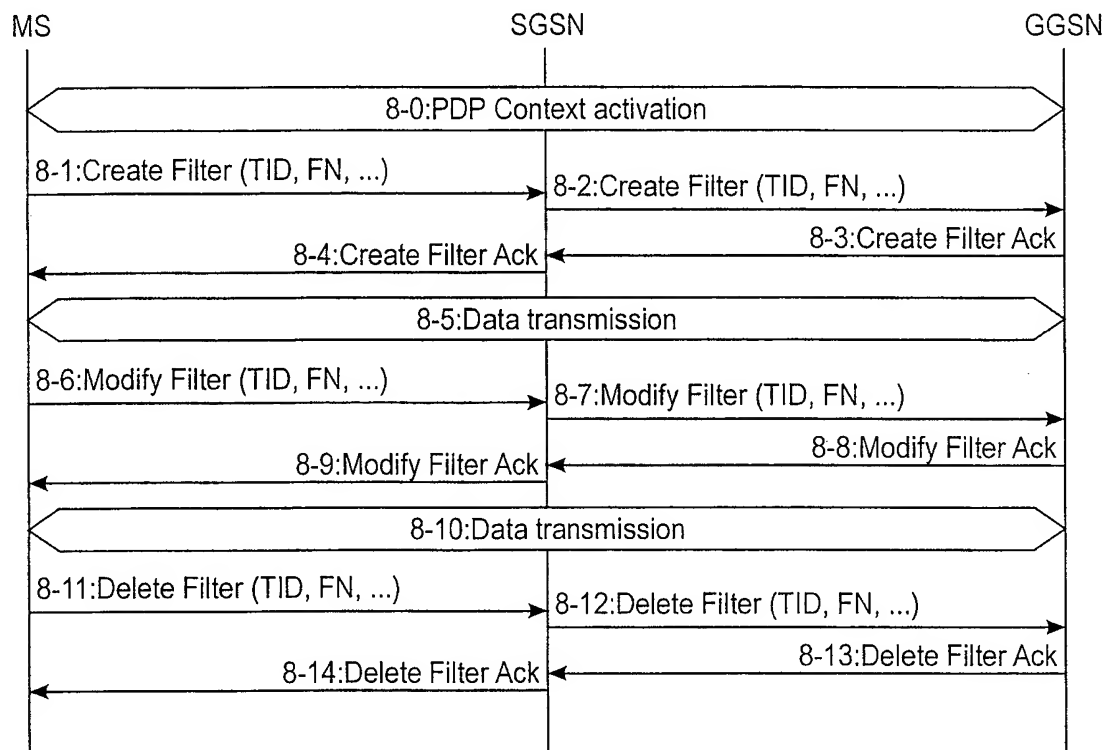 MS SGSN GGSN
8-0:PDP Context activation
8-1:Create Filter (TID, FN, ...)
8-2:Create Filter (TID, FN, ...)
8-3:Create Filter Ack
8-4:Create Filter Ack
8-5:Data transmission
8-6:Modify Filter (TID, FN, ...)
8-7:Modify Filter (TID, FN, ...)
8-8:Modify Filter Ack
8-9:Modify Filter Ack
8-10:Data transmission
8-11:Delete Filter (TID, FN, ...)
8-12:Delete Filter (TID, FN, ...)
8-13:Delete Filter Ack
8-14:Delete Filter Ack